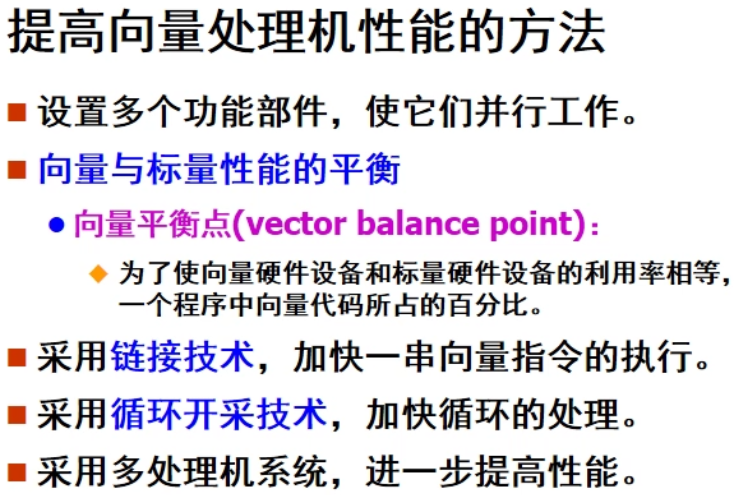 提高向量处理机性能的方法
设置多个功能部件，使它们并行工作。
向量与标量性能的平衡
向量平衡点(vector balance point)：
为了使向量硬件设备和标量硬件设备的利用率相等，
一个程序中向量代码所占的百分比。
采用链接技术，加快一串向量指令的执行。
采用循环开采技术，加快循环的处理。
采用多处理机系统，进一步提高性能。